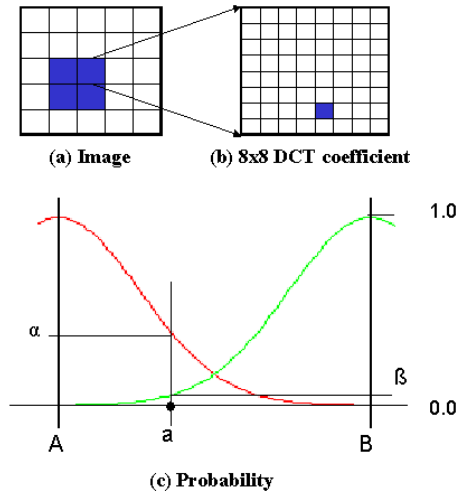 (a) Image
(b) 8x8 DCT coefficient
1.0
α
ß
0.0
A
a
B
(c) Probability